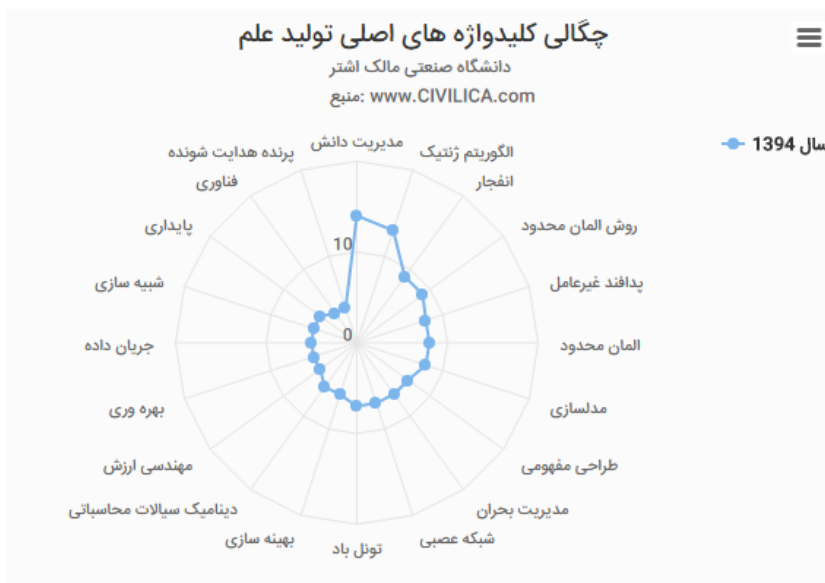 چگالی کلیدواژه های اصلی تولید علم
دانشگاه صنعتی مالک اشتر
منبع: www.CIVILICA.com
سال 1394
مدیریت دانش
الگوریتم ژنتیک
انفجار
روش المان محدود
پدافند غیرعامل
المان محدود
مدلسازی
طراحی مفهومی
مدیریت بحران
شبکه عصبی
تونل باد
بهینه سازی
دینامیک سیالات محاسباتی
مهندسی ارزش
بهره وری
جریان داده
شبیه سازی
پایداری
فناوری
پرنده هدایت شونده
10
0